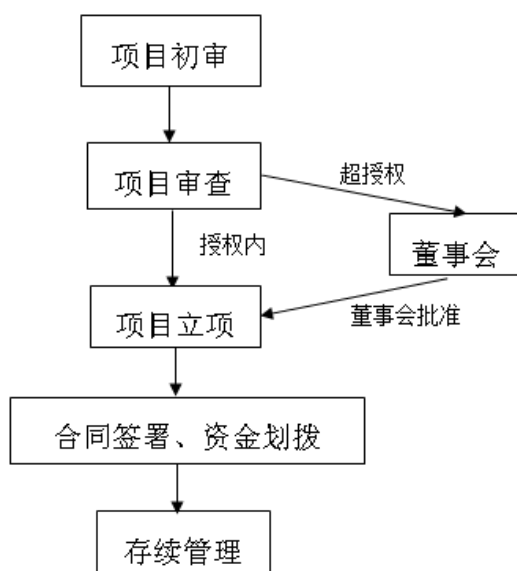 项目初审
项目审查
超授权
授权内
董事会
项目立项
董事会批准
合同签署、资金划拨
存续管理